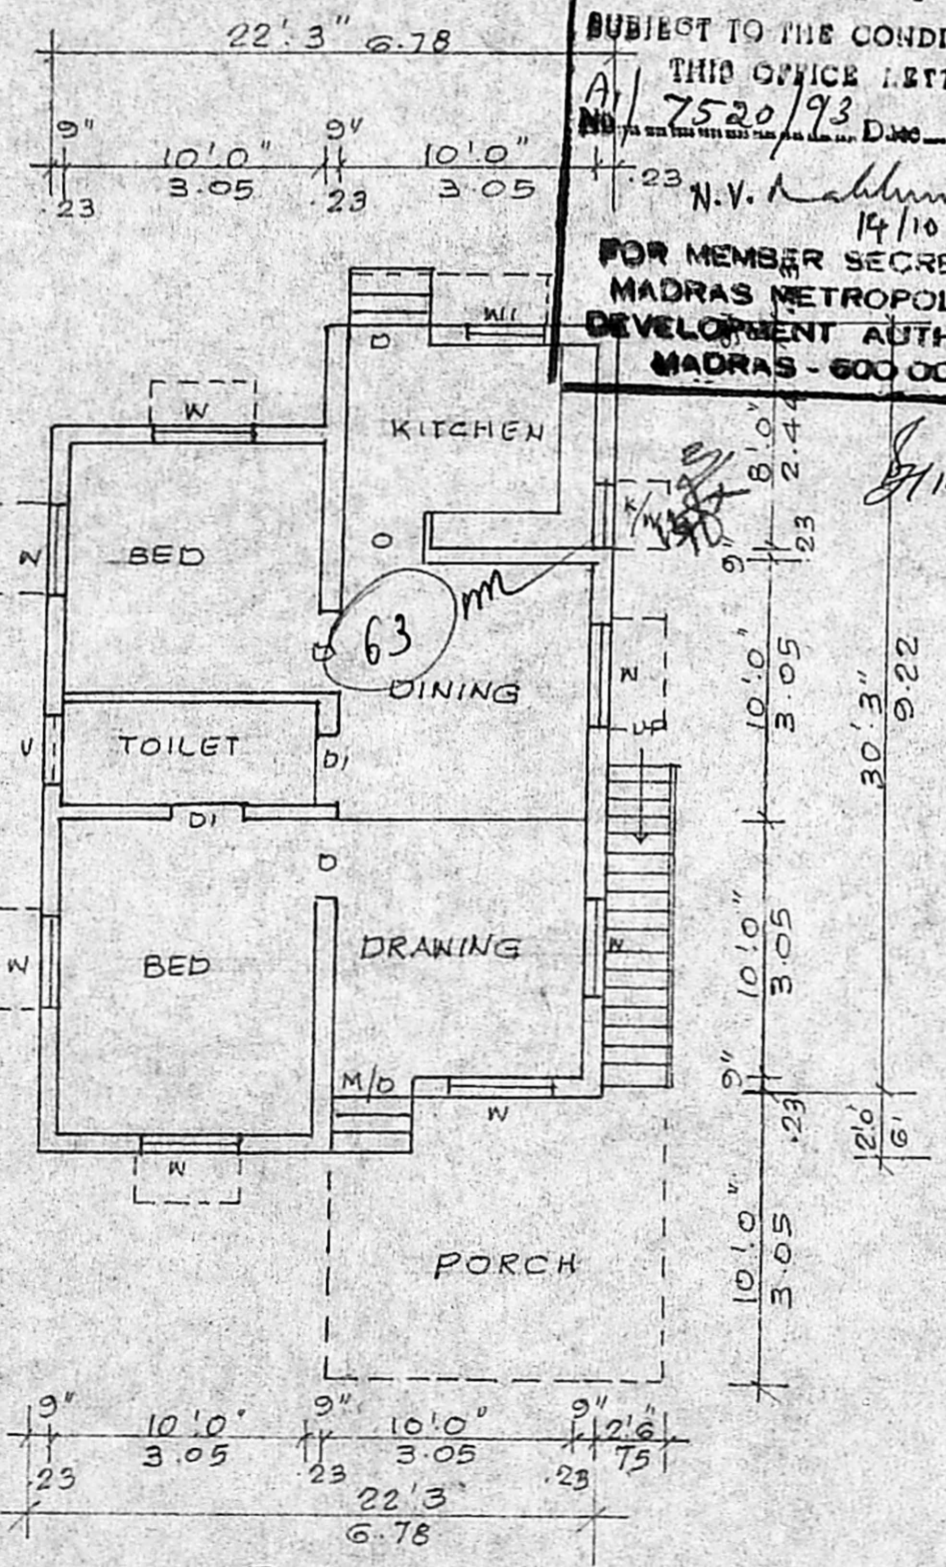 22'.3" 6.78
SUBJECT TO THE CONDI
THIS OFFICE LETT
A1/
No. 7520/93 Date
N.V.
14/10
FOR MEMBER SECRE
MADRAS METROPOL
DEVELOPMENT AUTH
MADRAS - 600 00
9" 10'.0" 9" 10'.0"
.23 3.05 .23 3.05 .23
W1
D
W
KITCHEN
8'.0"
2.44
K/W
W
BED
D
9"
.23
63
m
D
DINING
W
10'.0"
3.05
30'.3"
9.22
UP
V
TOILET
D1
D1
D
W
BED
DRAWING
W
10'.0"
3.05
M/D
W
9"
.23
2'.0'
6'
W
PORCH
10'.0"
3.05
9" 10'.0" 9" 10'.0" 9" 2'.6"
.23 3.05 .23 3.05 .23 75
22'.3"
6.78